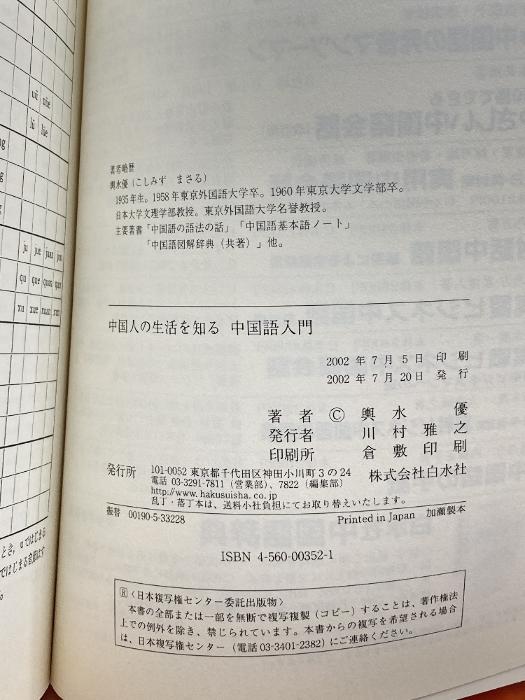 著者略歴
輿水優(こしみず まさる)
1935年生。1958年東京外国語大学卒。1960年東京大学文学部卒。
日本大学文理学部教授。東京外国語大学名誉教授。
主要著書「中国語の語法の話」「中国語基本語ノート」
「中国語図解辞典(共著)」他。
中国人の生活を知る 中国語入門
2002年7月5日 印刷
2002年7月20日 発行
著者 © 輿水 優
発行者 川村雅之
印刷所 倉敷印刷
発行所 101-0052 東京都千代田区神田小川町3の24 株式会社白水社
電話 03-3291-7811(営業部)、7822(編集部)
http://www.hakusuisha.co.jp
乱丁・落丁本は、送料小社負担にてお取り替えいたします。
振替 00190-5-33228 Printed in Japan 加瀬製本
ISBN 4-560-00352-1
Ⓡ〈日本複写権センター委託出版物〉
本書の全部または一部を無断で複写複製(コピー)することは、著作権法
上での例外を除き、禁じられています。本書からの複写を希望される場合
は、日本複写権センター(電話03-3401-2382)にご連絡ください。